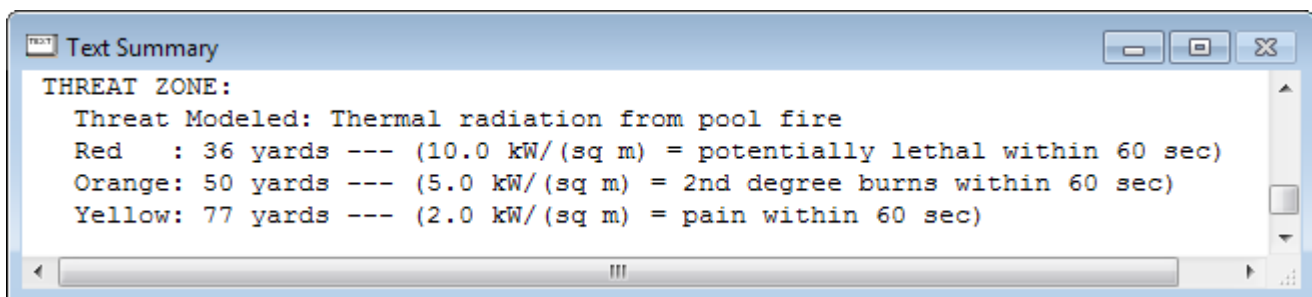 Text Summary
THREAT ZONE:
Threat Modeled: Thermal radiation from pool fire
Red   : 36 yards --- (10.0 kW/(sq m) = potentially lethal within 60 sec)
Orange: 50 yards --- (5.0 kW/(sq m) = 2nd degree burns within 60 sec)
Yellow: 77 yards --- (2.0 kW/(sq m) = pain within 60 sec)